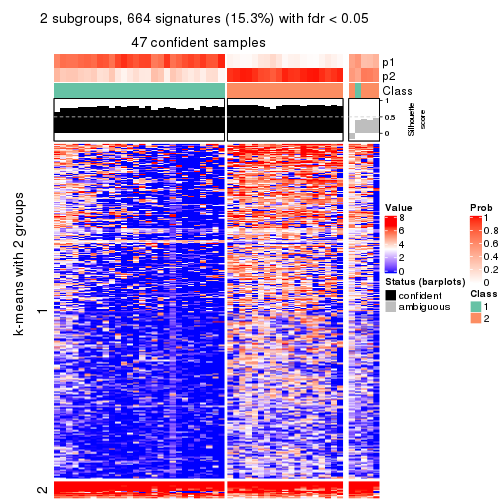 2 subgroups, 664 signatures (15.3%) with fdr < 0.05
47 confident samples
p1
p2
Class
1
0.5
0
Silhouette
score
k-means with 2 groups
1
2
Value
8
6
4
2
0
Status (barplots)
confident
ambiguous
Prob
1
0.8
0.6
0.4
0.2
0
Class
1
2